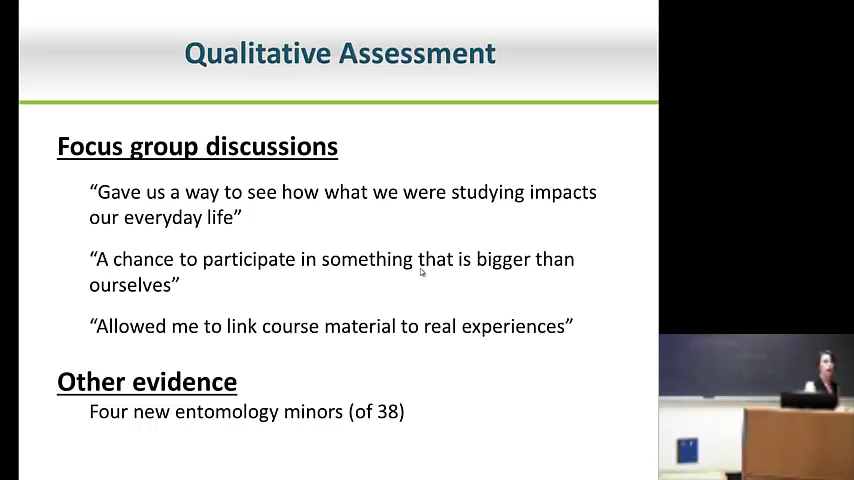 Qualitative Assessment
Focus group discussions
“Gave us a way to see how what we were studying impacts
our everyday life”
“A chance to participate in something that is bigger than
ourselves”
“Allowed me to link course material to real experiences”
Other evidence
Four new entomology minors (of 38)